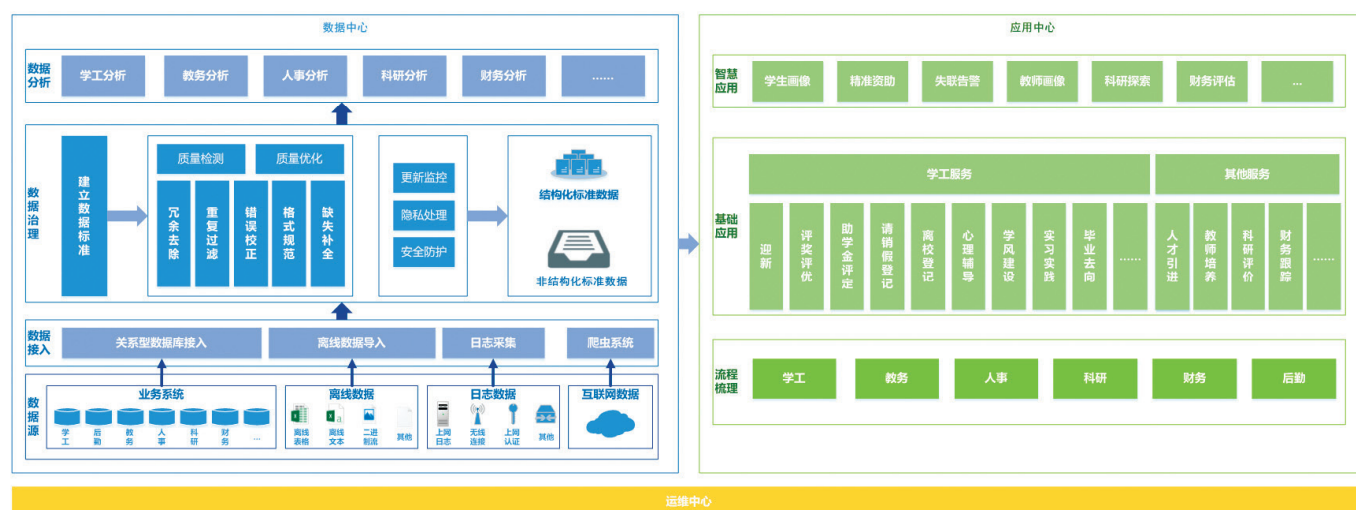 数据中心
数据分析
学工分析
教务分析
人事分析
科研分析
财务分析
……
数据治理
建立数据标准
质量检测
质量优化
冗余去除
重复过滤
错误校正
格式规范
缺失补全
更新监控
隐私处理
安全防护
结构化标准数据
非结构化标准数据
数据接入
关系型数据库接入
离线数据导入
日志采集
爬虫系统
数据源
业务系统
学工
后勤
教务
人事
科研
财务
…
离线数据
离线表格
离线文本
二进制流
其他
日志数据
上网日志
无线连接
上网认证
其他
互联网数据
应用中心
智慧应用
学生画像
精准资助
失联告警
教师画像
科研探索
财务评估
…
基础应用
学工服务
迎新
评奖评优
助学金评定
请销假登记
离校登记
心理辅导
学风建设
实习实践
毕业去向
……
其他服务
人才引进
教师培养
科研评价
财务跟踪
……
流程梳理
学工
教务
人事
科研
财务
后勤
运维中心